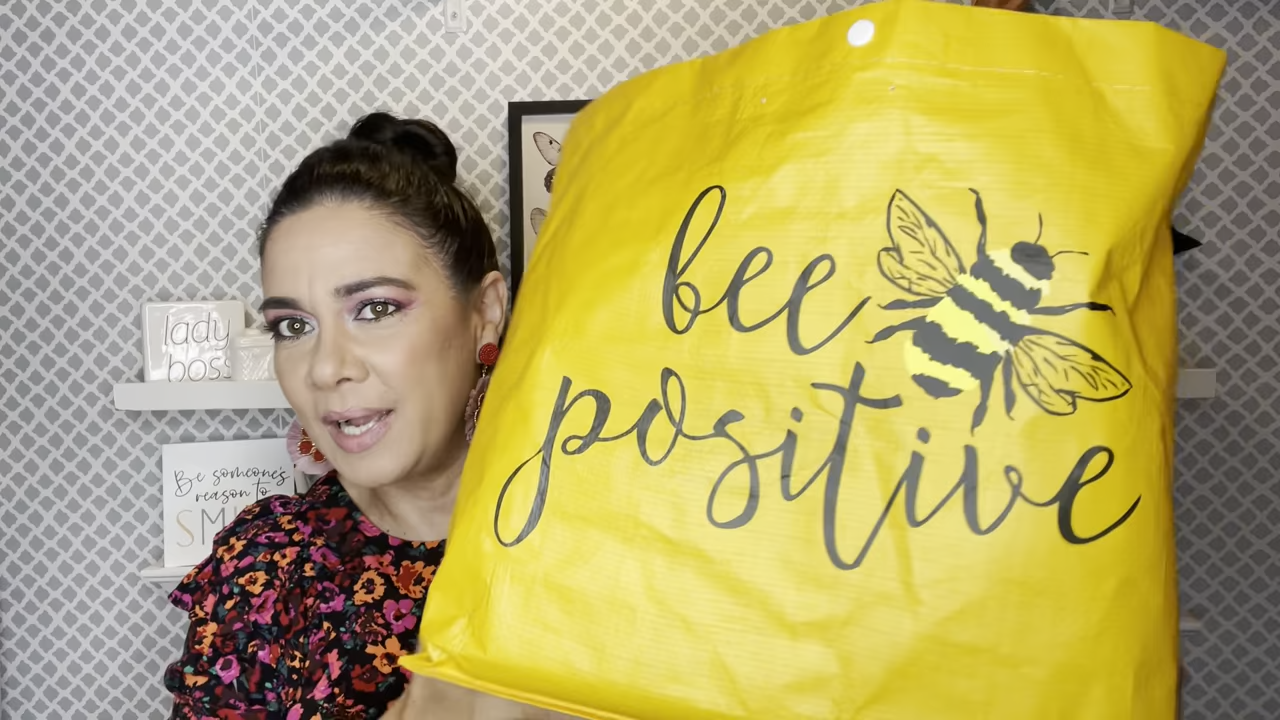 lady
boss
Be someone's
reason to
bee
positive